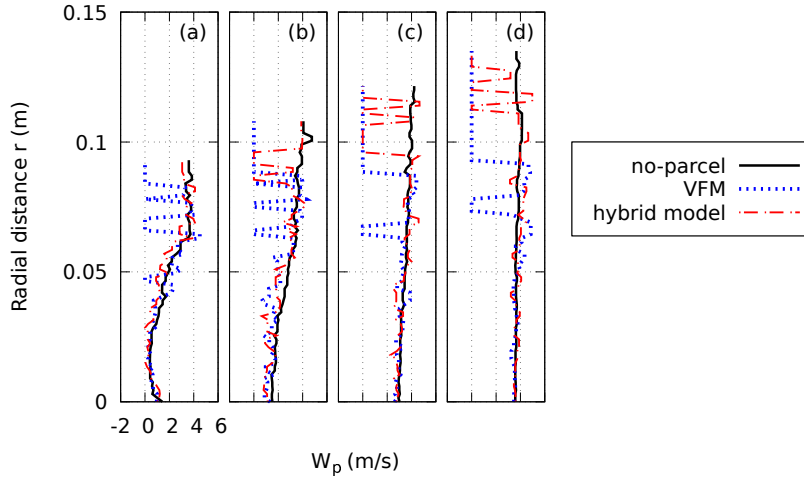 (a) (b) (c) (d)
0.15
0.1
0.05
0
Radial distance r (m)
-2 0 2 4 6
W_p (m/s)
no-parcel
VFM
hybrid model